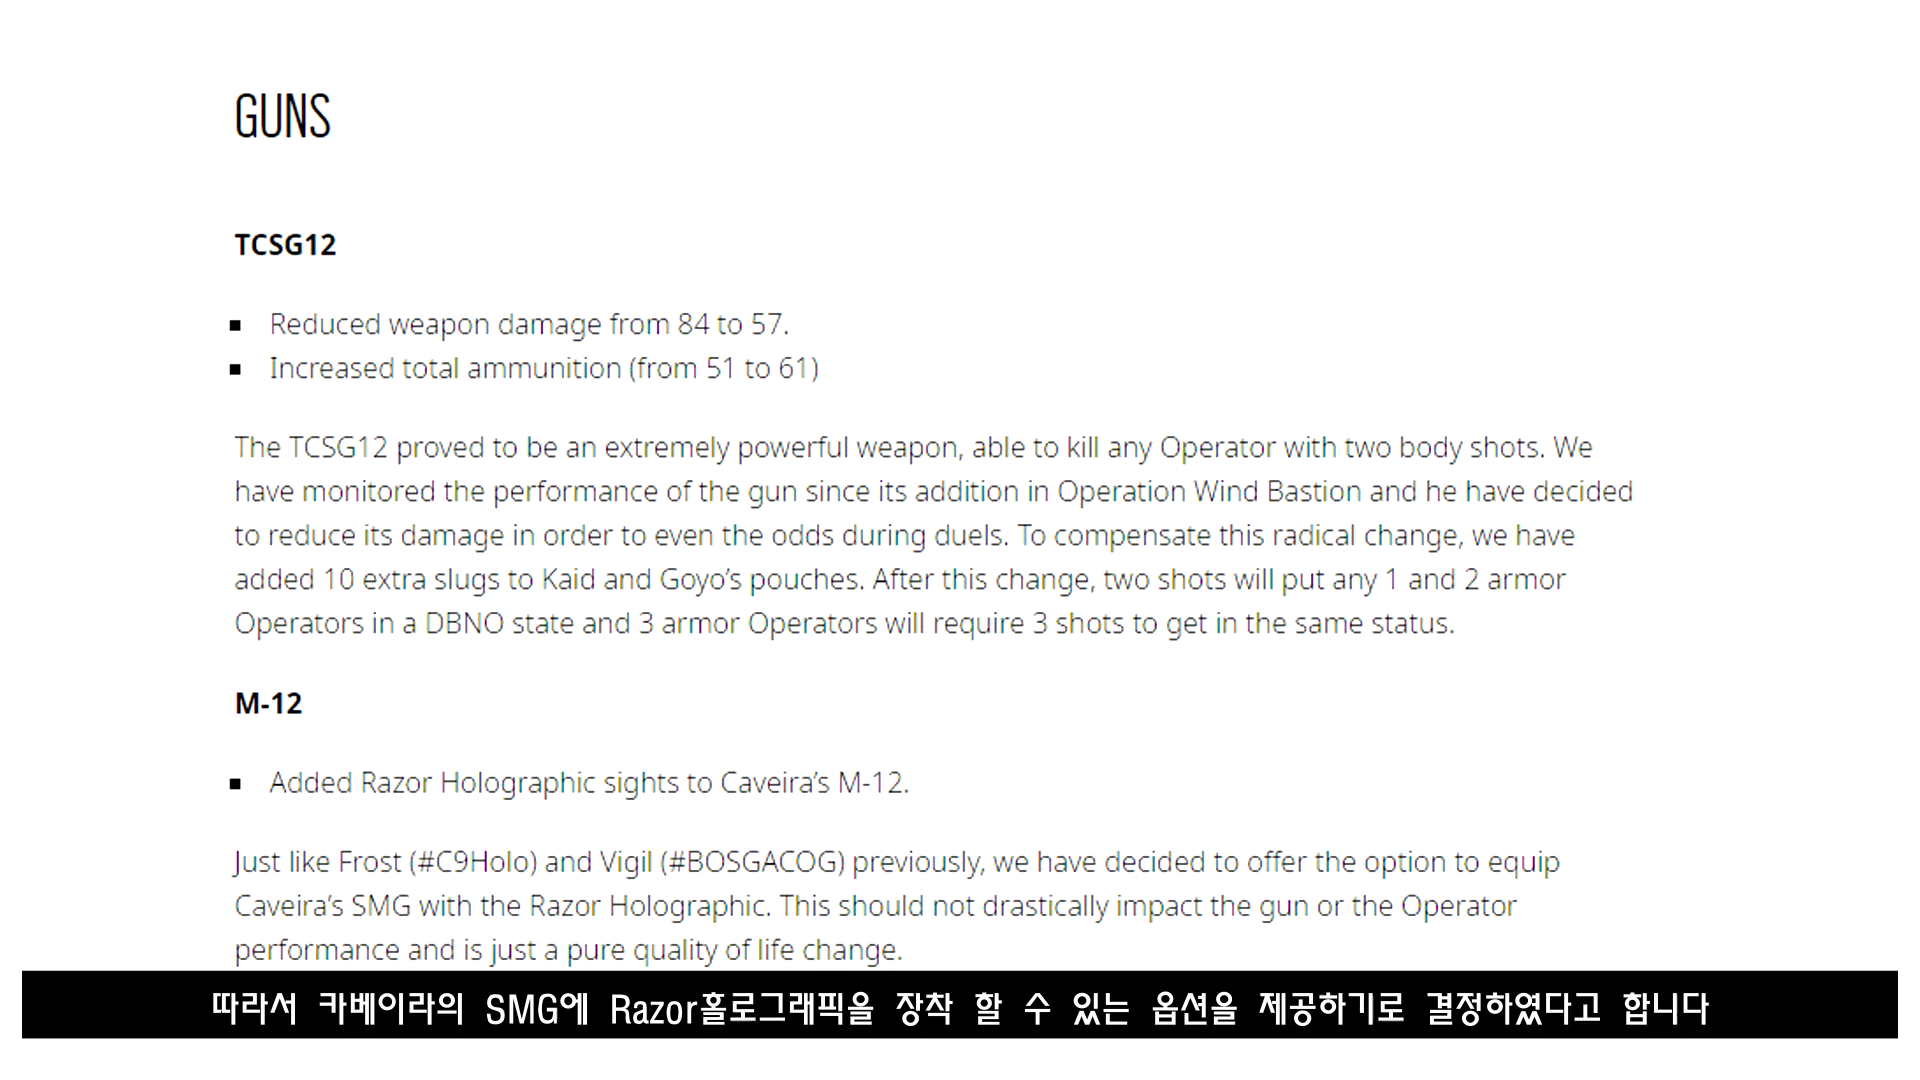 GUNS
TCSG12
▪ Reduced weapon damage from 84 to 57.
▪ Increased total ammunition (from 51 to 61)
The TCSG12 proved to be an extremely powerful weapon, able to kill any Operator with two body shots. We
have monitored the performance of the gun since its addition in Operation Wind Bastion and he have decided
to reduce its damage in order to even the odds during duels. To compensate this radical change, we have
added 10 extra slugs to Kaid and Goyo’s pouches. After this change, two shots will put any 1 and 2 armor
Operators in a DBNO state and 3 armor Operators will require 3 shots to get in the same status.
M-12
▪ Added Razor Holographic sights to Caveira’s M-12.
Just like Frost (#C9Holo) and Vigil (#BOSGACOG) previously, we have decided to offer the option to equip
Caveira’s SMG with the Razor Holographic. This should not drastically impact the gun or the Operator
performance and is just a pure quality of life change.
따라서 카베이라의 SMG에 Razor홀로그래픽을 장착 할 수 있는 옵션을 제공하기로 결정하였다고 합니다